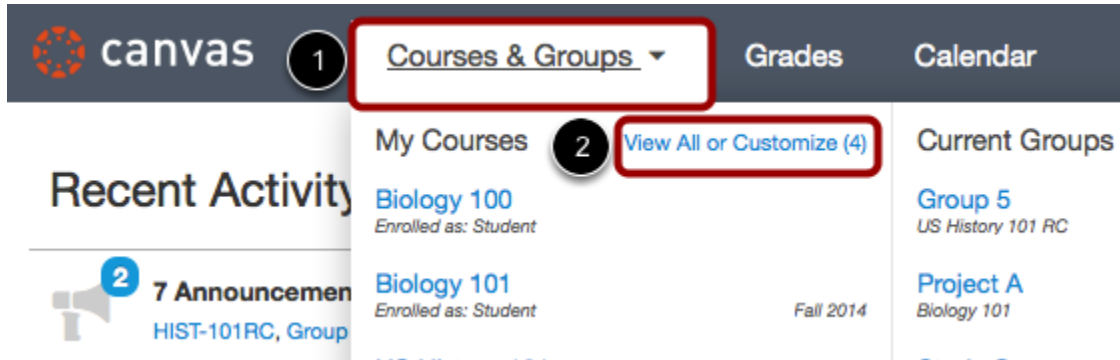 canvas
1
Courses & Groups
Grades
Calendar
My Courses
2
View All or Customize (4)
Current Groups
Recent Activity
Biology 100
Enrolled as: Student
Group 5
US History 101 RC
2
7 Announcemen
HIST-101RC, Group
Biology 101
Enrolled as: Student
Fall 2014
Project A
Biology 101